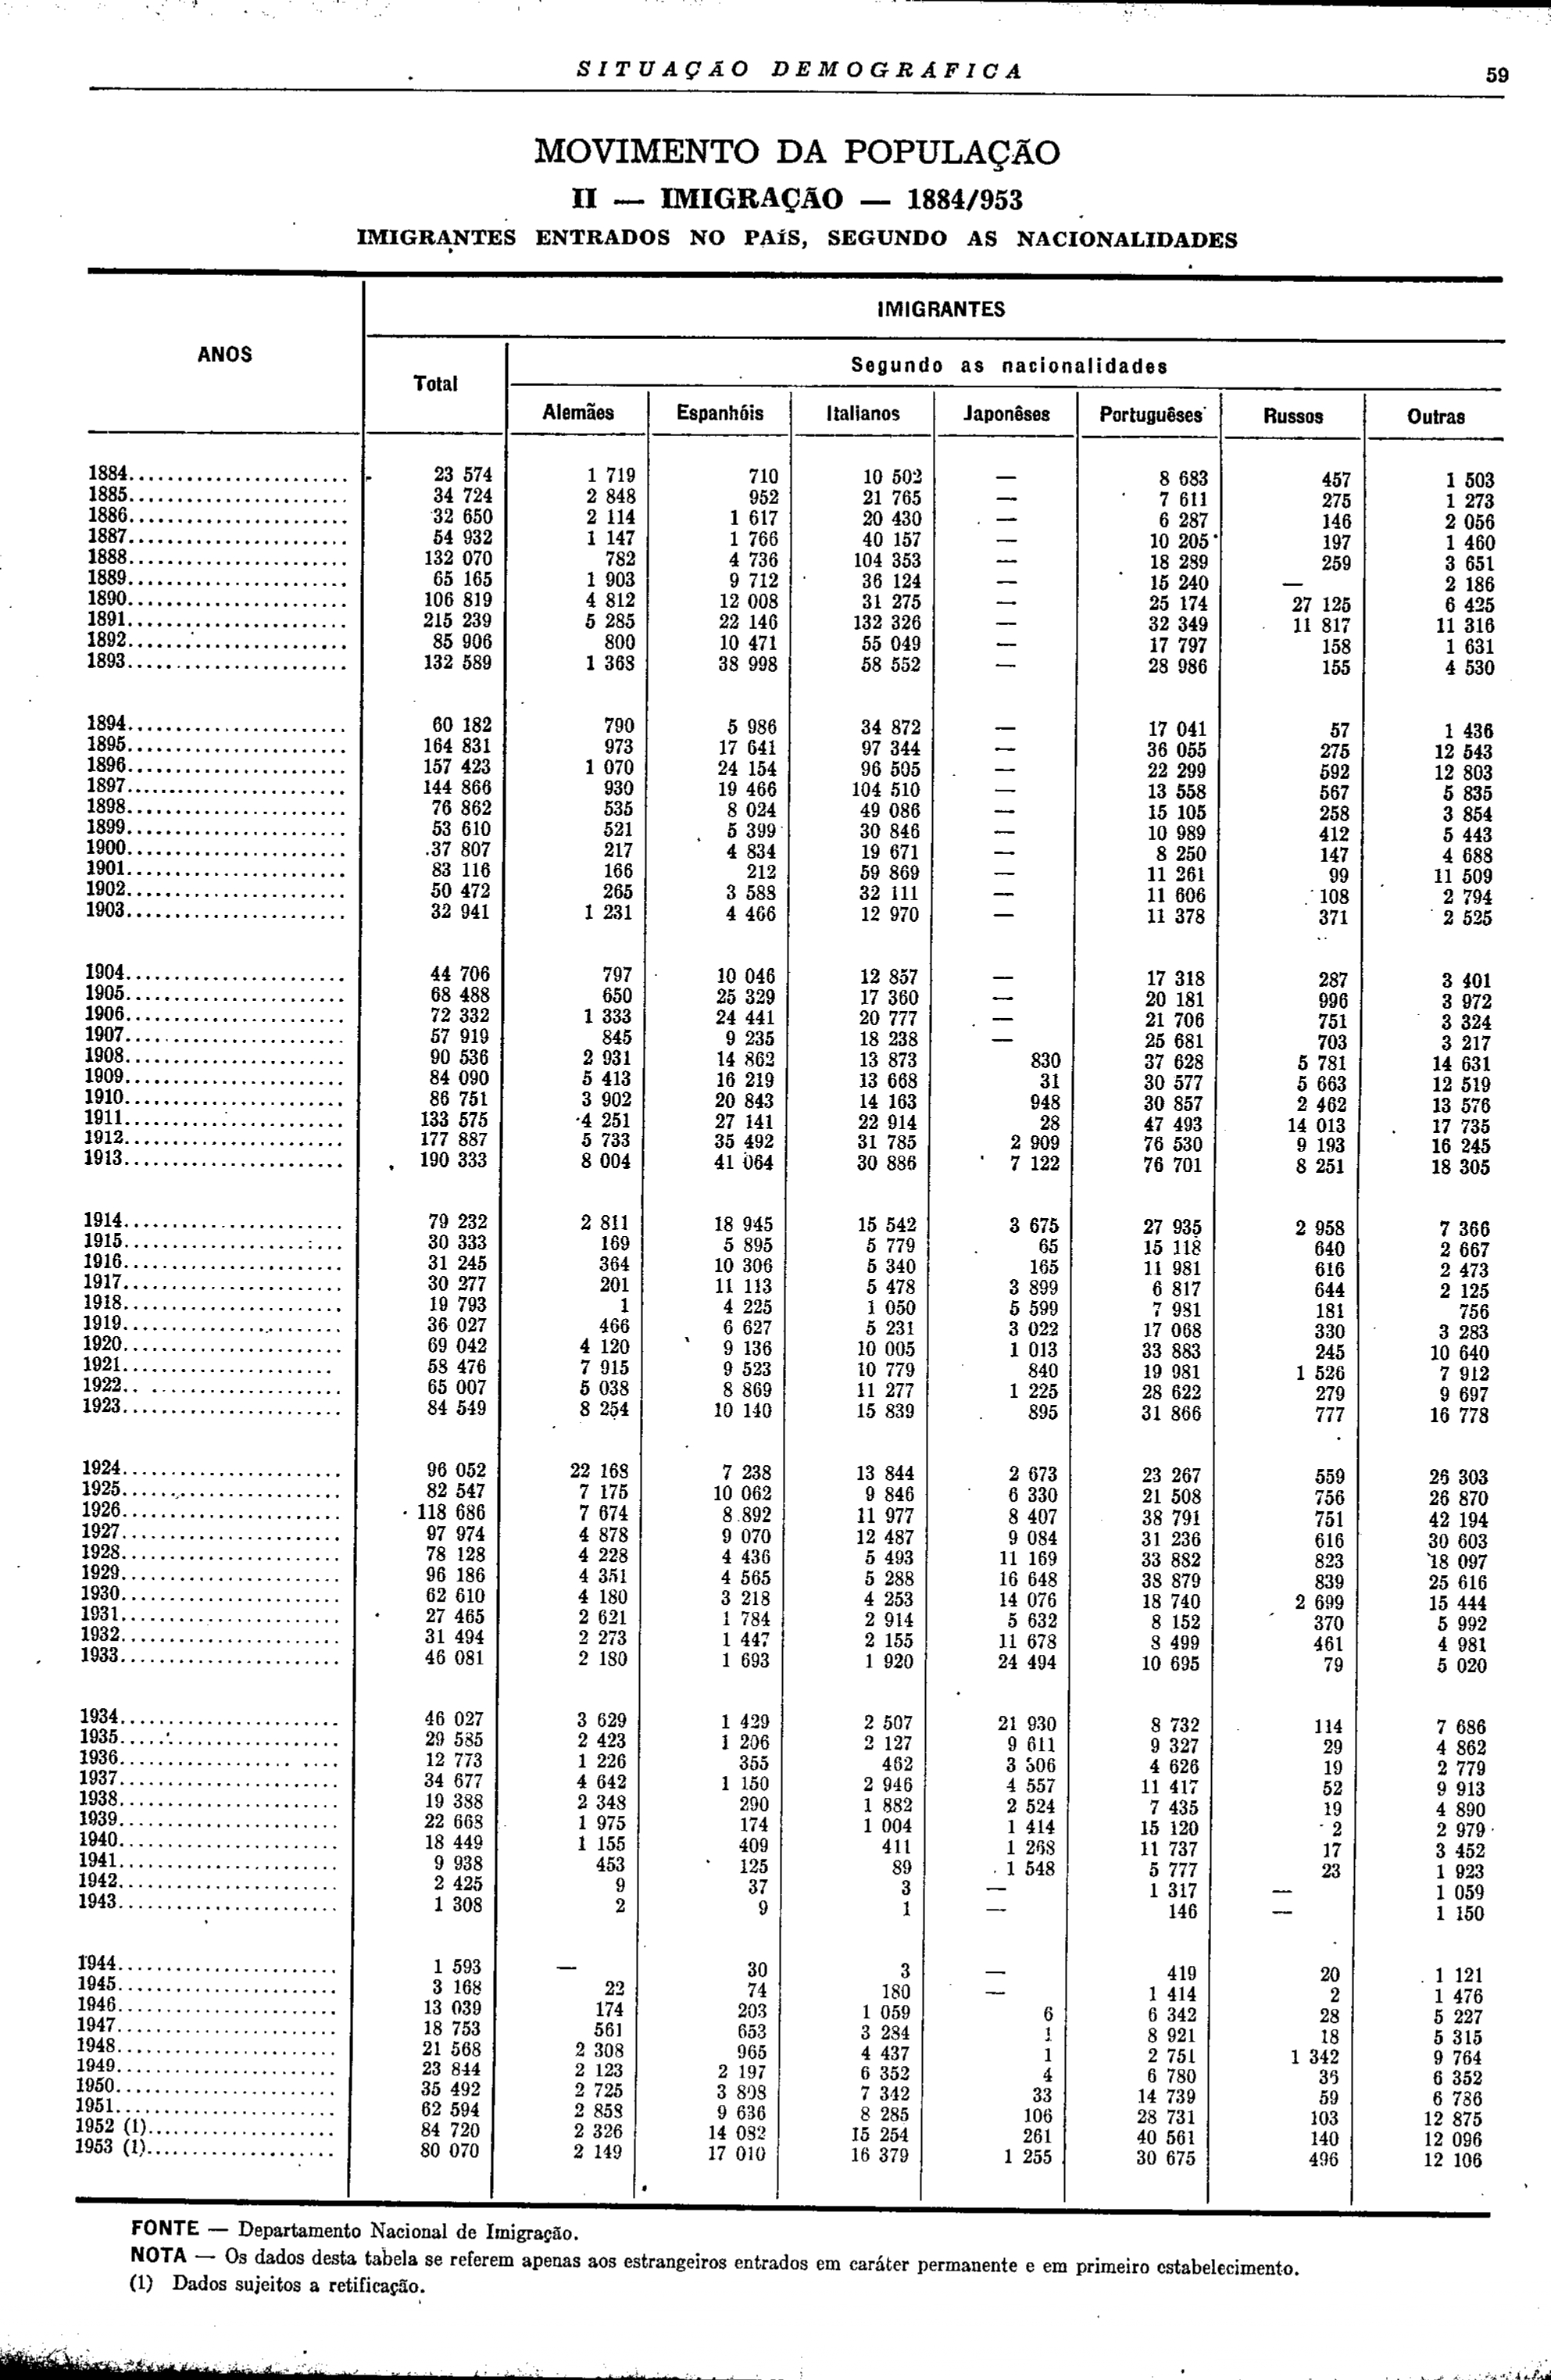 SITUAÇÃO DEMOGRÁFICA 59
MOVIMENTO DA POPULAÇÃO
II — IMIGRAÇÃO — 1884/953
IMIGRANTES ENTRADOS NO PAÍS, SEGUNDO AS NACIONALIDADES
ANOS
IMIGRANTES
Total
Segundo as nacionalidades
Alemães Espanhóis Italianos Japonêses Portuguêses Russos Outras
1884 23 574 1 719 710 10 502 — 8 683 457 1 503
1885 34 724 2 848 952 21 765 — 7 611 275 1 273
1886 32 650 2 114 1 617 20 430 — 6 287 146 2 056
1887 54 932 1 147 1 766 40 157 — 10 205 197 1 460
1888 132 070 782 4 736 104 353 — 18 289 259 3 651
1889 65 165 1 903 9 712 36 124 — 15 240 — 2 186
1890 106 819 4 812 12 008 31 275 — 25 174 27 125 6 425
1891 215 239 5 285 22 146 132 326 — 32 349 11 817 11 316
1892 85 906 800 10 471 55 049 — 17 797 158 1 631
1893 132 589 1 368 38 998 58 552 — 28 986 155 4 530
1894 60 182 790 5 986 34 872 — 17 041 57 1 436
1895 164 831 973 17 641 97 344 — 36 055 275 12 543
1896 157 423 1 070 24 154 96 505 — 22 299 592 12 803
1897 144 866 930 19 466 104 510 — 13 558 567 5 835
1898 76 862 535 8 024 49 086 — 15 105 258 3 854
1899 53 610 521 5 399 30 846 — 10 989 412 5 443
1900 37 807 217 4 834 19 671 — 8 250 147 4 688
1901 83 116 166 212 59 869 — 11 261 99 11 509
1902 50 472 265 3 588 32 111 — 11 606 108 2 794
1903 32 941 1 231 4 466 12 970 — 11 378 371 2 525
1904 44 706 797 10 046 12 857 — 17 318 287 3 401
1905 68 488 650 25 329 17 360 — 20 181 996 3 972
1906 72 332 1 333 24 441 20 777 — 21 706 751 3 324
1907 57 919 845 9 235 18 238 — 25 681 703 3 217
1908 90 536 2 931 14 862 13 873 830 37 628 5 781 14 631
1909 84 090 5 413 16 219 13 668 31 30 577 5 663 12 519
1910 86 751 3 902 20 843 14 163 948 30 857 2 462 13 576
1911 133 575 4 251 27 141 22 914 28 47 493 14 013 17 735
1912 177 887 5 733 35 492 31 785 2 909 76 530 9 193 16 245
1913 190 333 8 004 41 064 30 886 7 122 76 701 8 251 18 305
1914 79 232 2 811 18 945 15 542 3 675 27 935 2 958 7 366
1915 30 333 169 5 895 5 779 65 15 118 640 2 667
1916 31 245 364 10 306 5 340 165 11 981 616 2 473
1917 30 277 201 11 113 5 478 3 899 6 817 644 2 125
1918 19 793 1 4 225 1 050 5 599 7 981 181 756
1919 36 027 466 6 627 5 231 3 022 17 068 330 3 283
1920 69 042 4 120 9 136 10 005 1 013 33 883 245 10 640
1921 58 476 7 915 9 523 10 779 840 19 981 1 526 7 912
1922 65 007 5 038 8 869 11 277 1 225 28 622 279 9 697
1923 84 549 8 254 10 140 15 839 895 31 866 777 16 778
1924 96 052 22 168 7 238 13 844 2 673 23 267 559 26 303
1925 82 547 7 175 10 062 9 846 6 330 21 508 756 26 870
1926 118 686 7 674 8 892 11 977 8 407 38 791 751 42 194
1927 97 974 4 878 9 070 12 487 9 084 31 236 616 30 603
1928 78 128 4 228 4 436 5 493 11 169 33 882 823 18 097
1929 96 186 4 351 4 565 5 288 16 648 38 879 839 25 616
1930 62 610 4 180 3 218 4 253 14 076 18 740 2 699 15 444
1931 27 465 2 621 1 784 2 914 5 632 8 152 370 5 992
1932 31 494 2 273 1 447 2 155 11 678 8 499 461 4 981
1933 46 081 2 180 1 693 1 920 24 494 10 695 79 5 020
1934 46 027 3 629 1 429 2 507 21 930 8 732 114 7 686
1935 29 585 2 423 1 206 2 127 9 611 9 327 29 4 862
1936 12 773 1 226 355 462 3 306 4 626 19 2 779
1937 34 677 4 642 1 150 2 946 4 557 11 417 52 9 913
1938 19 388 2 348 290 1 882 2 524 7 435 19 4 890
1939 22 668 1 975 174 1 004 1 414 15 120 2 2 979
1940 18 449 1 155 409 411 1 268 11 737 17 3 452
1941 9 938 453 125 89 1 548 5 777 23 1 923
1942 2 425 9 37 3 — 1 317 — 1 059
1943 1 308 2 9 1 — 146 — 1 150
1944 1 593 — 30 3 — 419 20 1 121
1945 3 168 22 74 180 — 1 414 2 1 476
1946 13 039 174 203 1 059 6 6 342 28 5 227
1947 18 753 561 653 3 284 1 8 921 18 5 315
1948 21 568 2 308 965 4 437 1 2 751 1 342 9 764
1949 23 844 2 123 2 197 6 352 4 6 780 36 6 352
1950 35 492 2 725 3 808 7 342 33 14 739 59 6 786
1951 62 594 2 858 9 636 8 285 106 28 731 103 12 875
1952 (1) 84 720 2 326 14 082 15 254 261 40 561 140 12 096
1953 (1) 80 070 2 149 17 010 16 379 1 255 30 675 496 12 106
FONTE — Departamento Nacional de Imigração.
NOTA — Os dados desta tabela se referem apenas aos estrangeiros entrados em caráter permanente e em primeiro estabelecimento.
(1) Dados sujeitos a retificação.